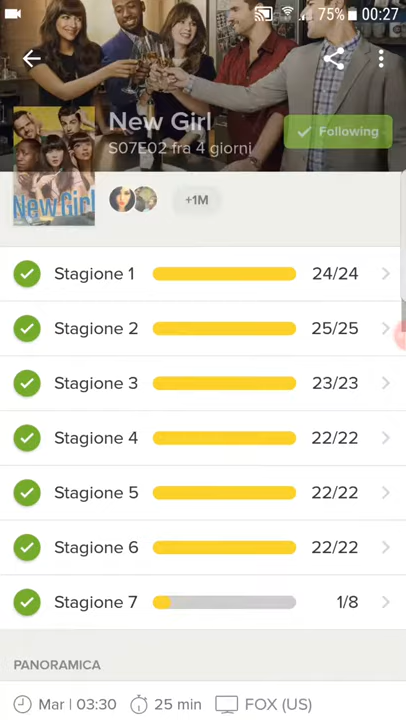 75% 00:27
New Girl
Following
S07E02 fra 4 giorni
New Girl
+1M
Stagione 1 24/24
Stagione 2 25/25
Stagione 3 23/23
Stagione 4 22/22
Stagione 5 22/22
Stagione 6 22/22
Stagione 7 1/8
PANORAMICA
Mar | 03:30 25 min FOX (US)